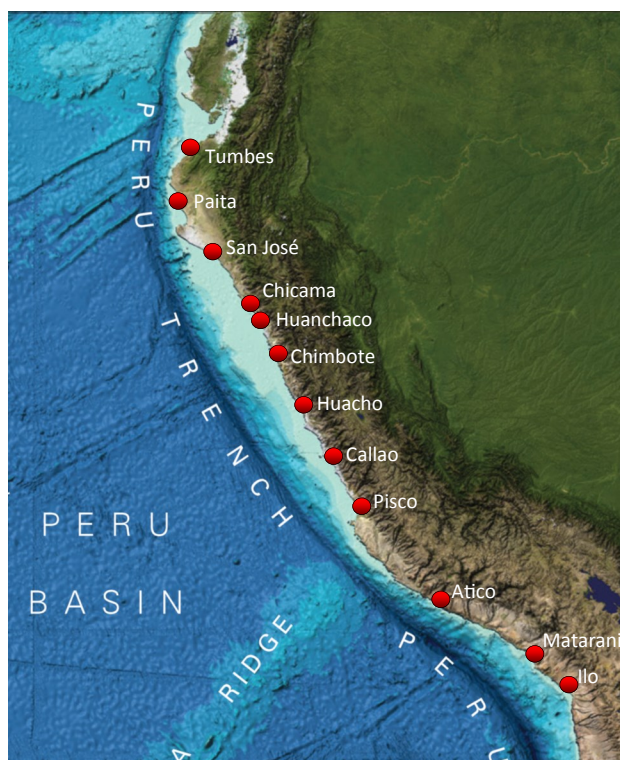 PERU
TRENCH
Tumbes
Paita
San José
Chicama
Huanchaco
Chimbote
Huacho
Callao
Pisco
PERU
BASIN
Atico
A RIDGE
PERU
Matarani
Ilo